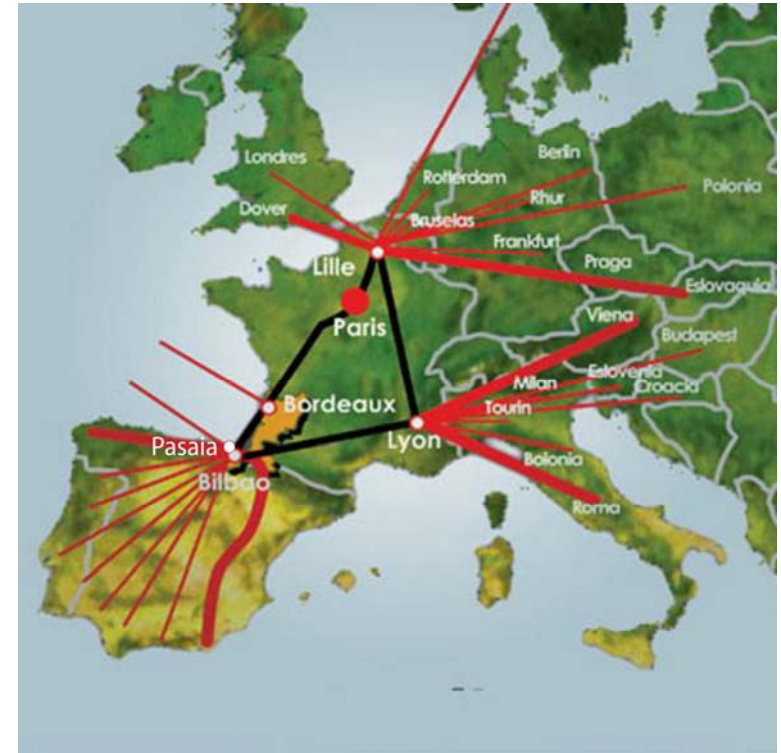 Londres
Berlin
Rotterdam
Polonia
Rhur
Dover
Bruselas
Frankfurt
Lille
Praga
Eslovaquia
Paris
Viena
Budapest
Eslovenia
Milan
Croacia
Bordeaux
Tourin
Lyon
Pasaia
Bolonia
Bilbao
Roma